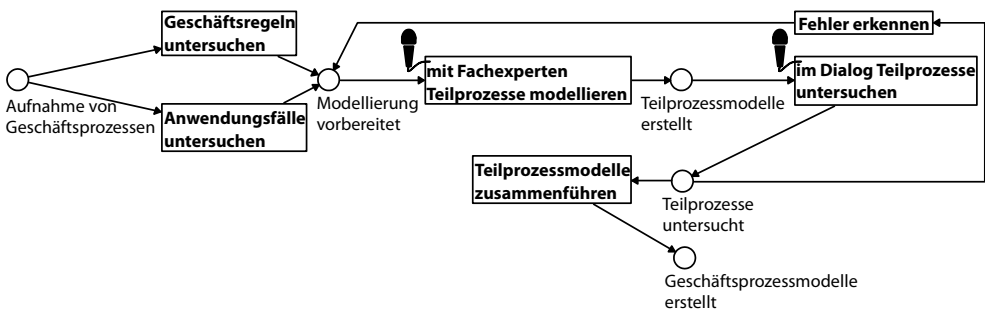 Geschäftsregeln
untersuchen
Fehler erkennen
mit Fachexperten
Teilprozesse modellieren
im Dialog Teilprozesse
untersuchen
Aufnahme von
Geschäftsprozessen
Anwendungsfälle
untersuchen
Modellierung
vorbereitet
Teilprozessmodelle
erstellt
Teilprozessmodelle
zusammenführen
Teilprozesse
untersucht
Geschäftsprozessmodelle
erstellt